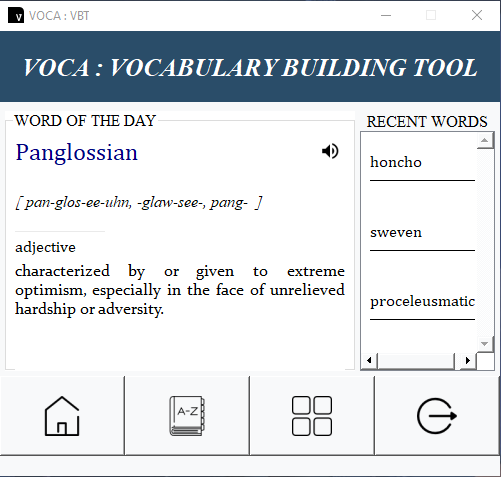 VOCA : VBT
VOCA : VOCABULARY BUILDING TOOL
WORD OF THE DAY
Panglossian
[ pan-glos-ee-uhn, -glaw-see-, pang-  ]
adjective
characterized by or given to extreme
optimism, especially in the face of unrelieved
hardship or adversity.
RECENT WORDS
honcho
sweven
proceleusmatic
A-Z